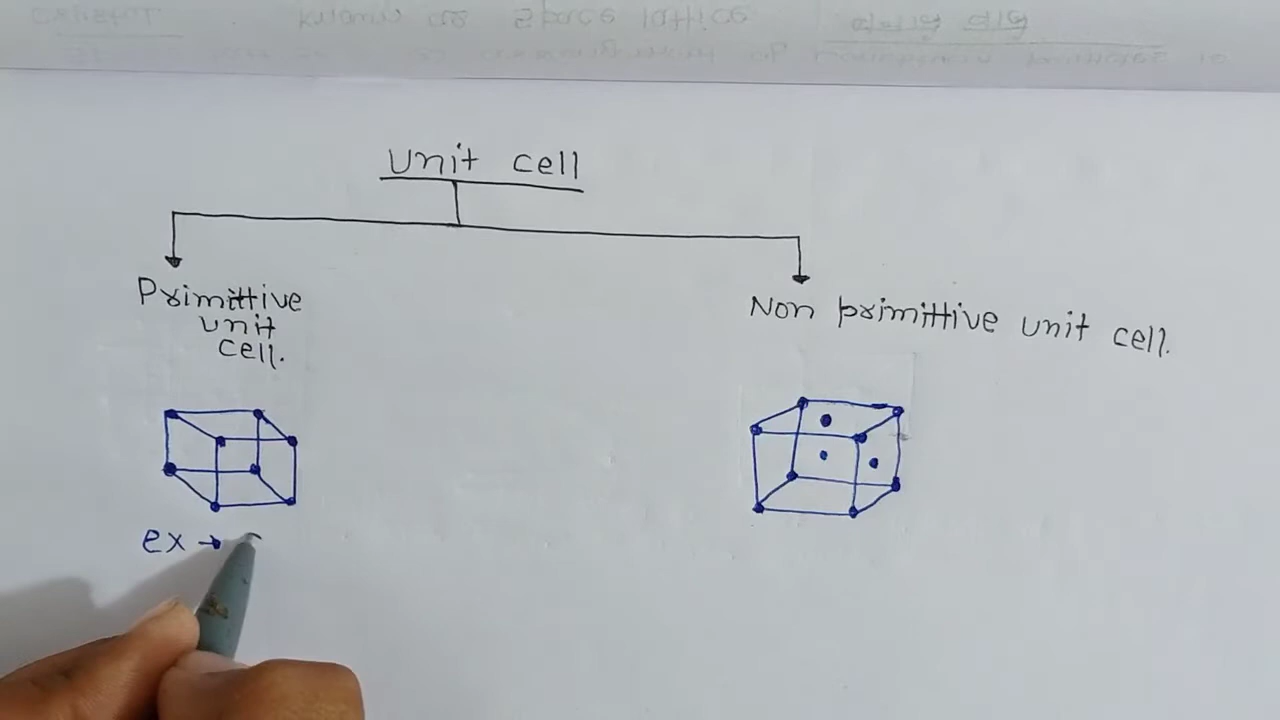 Unit cell
Primittive
unit
cell.
Non primittive unit cell.
ex →